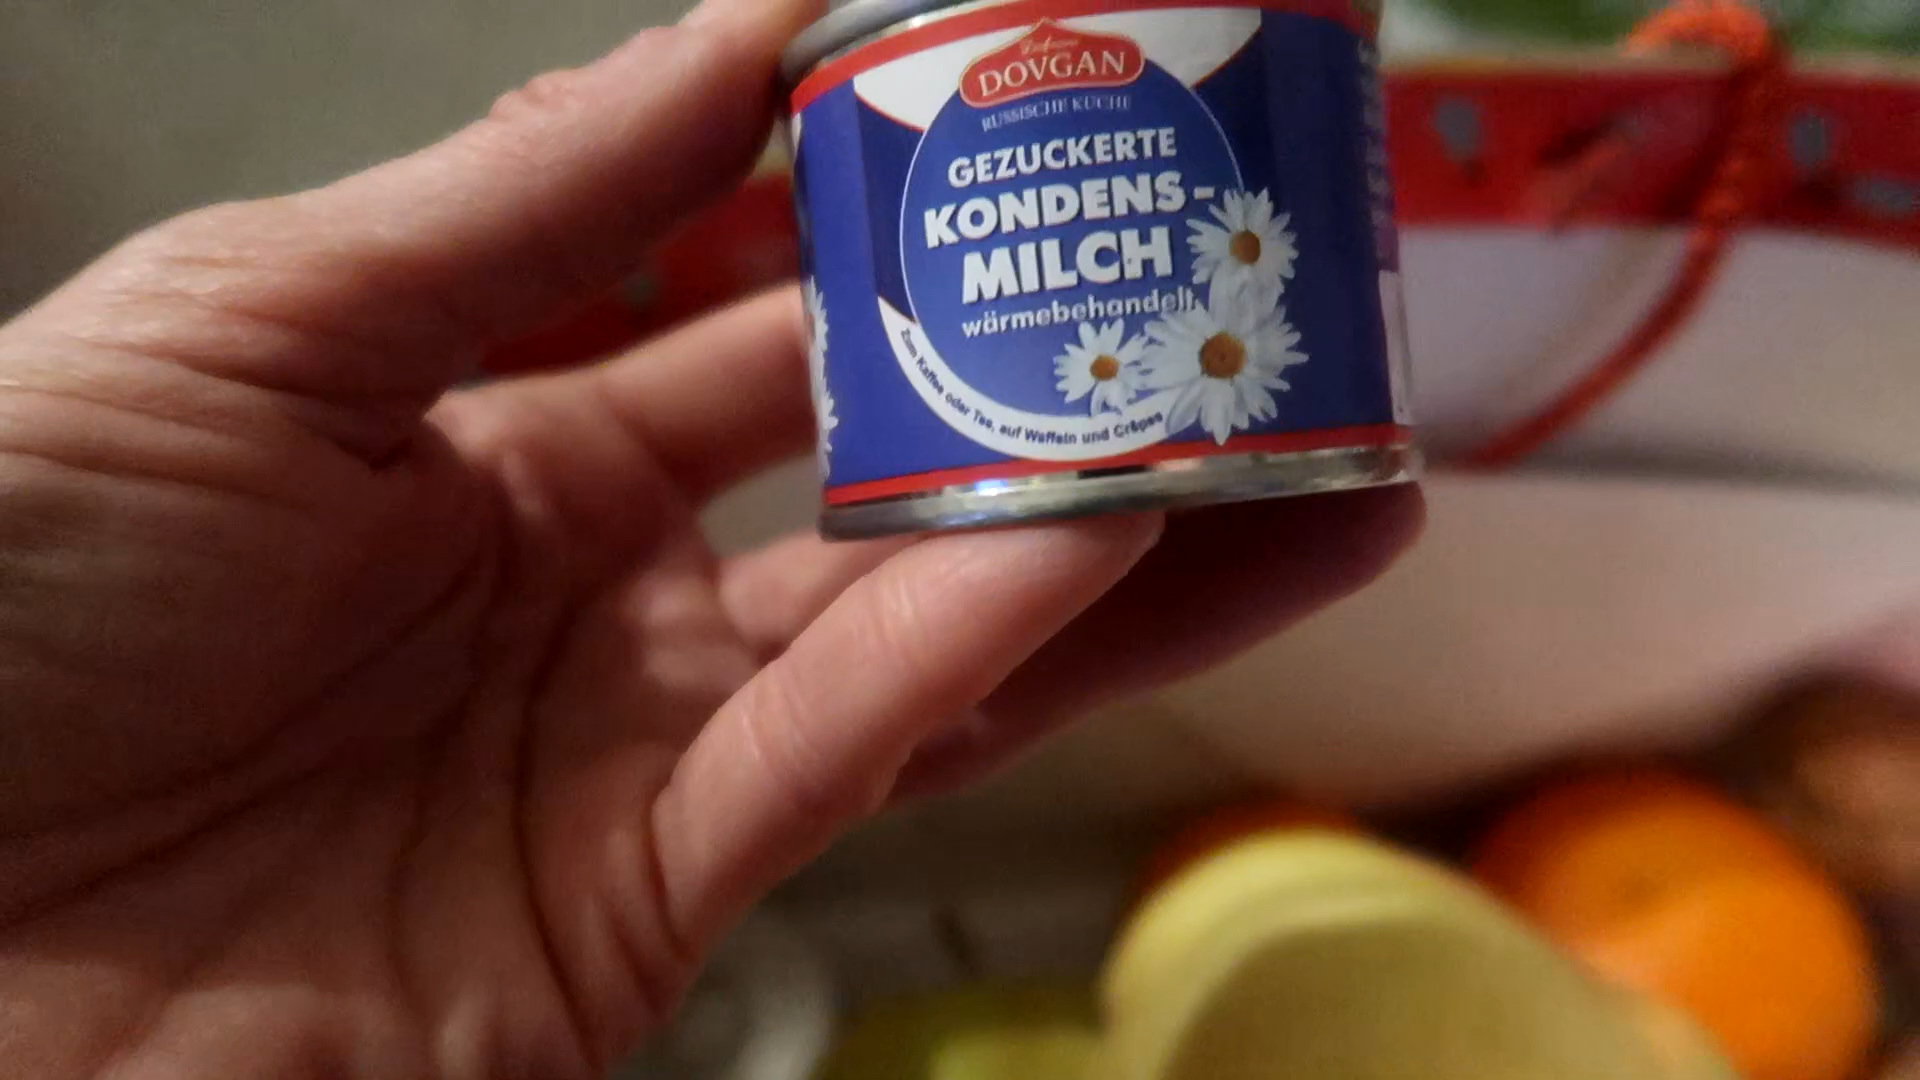 DOVGAN
RUSSISCHE KÜCHE
GEZUCKERTE
KONDENS-
MILCH
wärmebehandelt
Zum Kaffee oder Tee, auf Waffeln und Crêpes